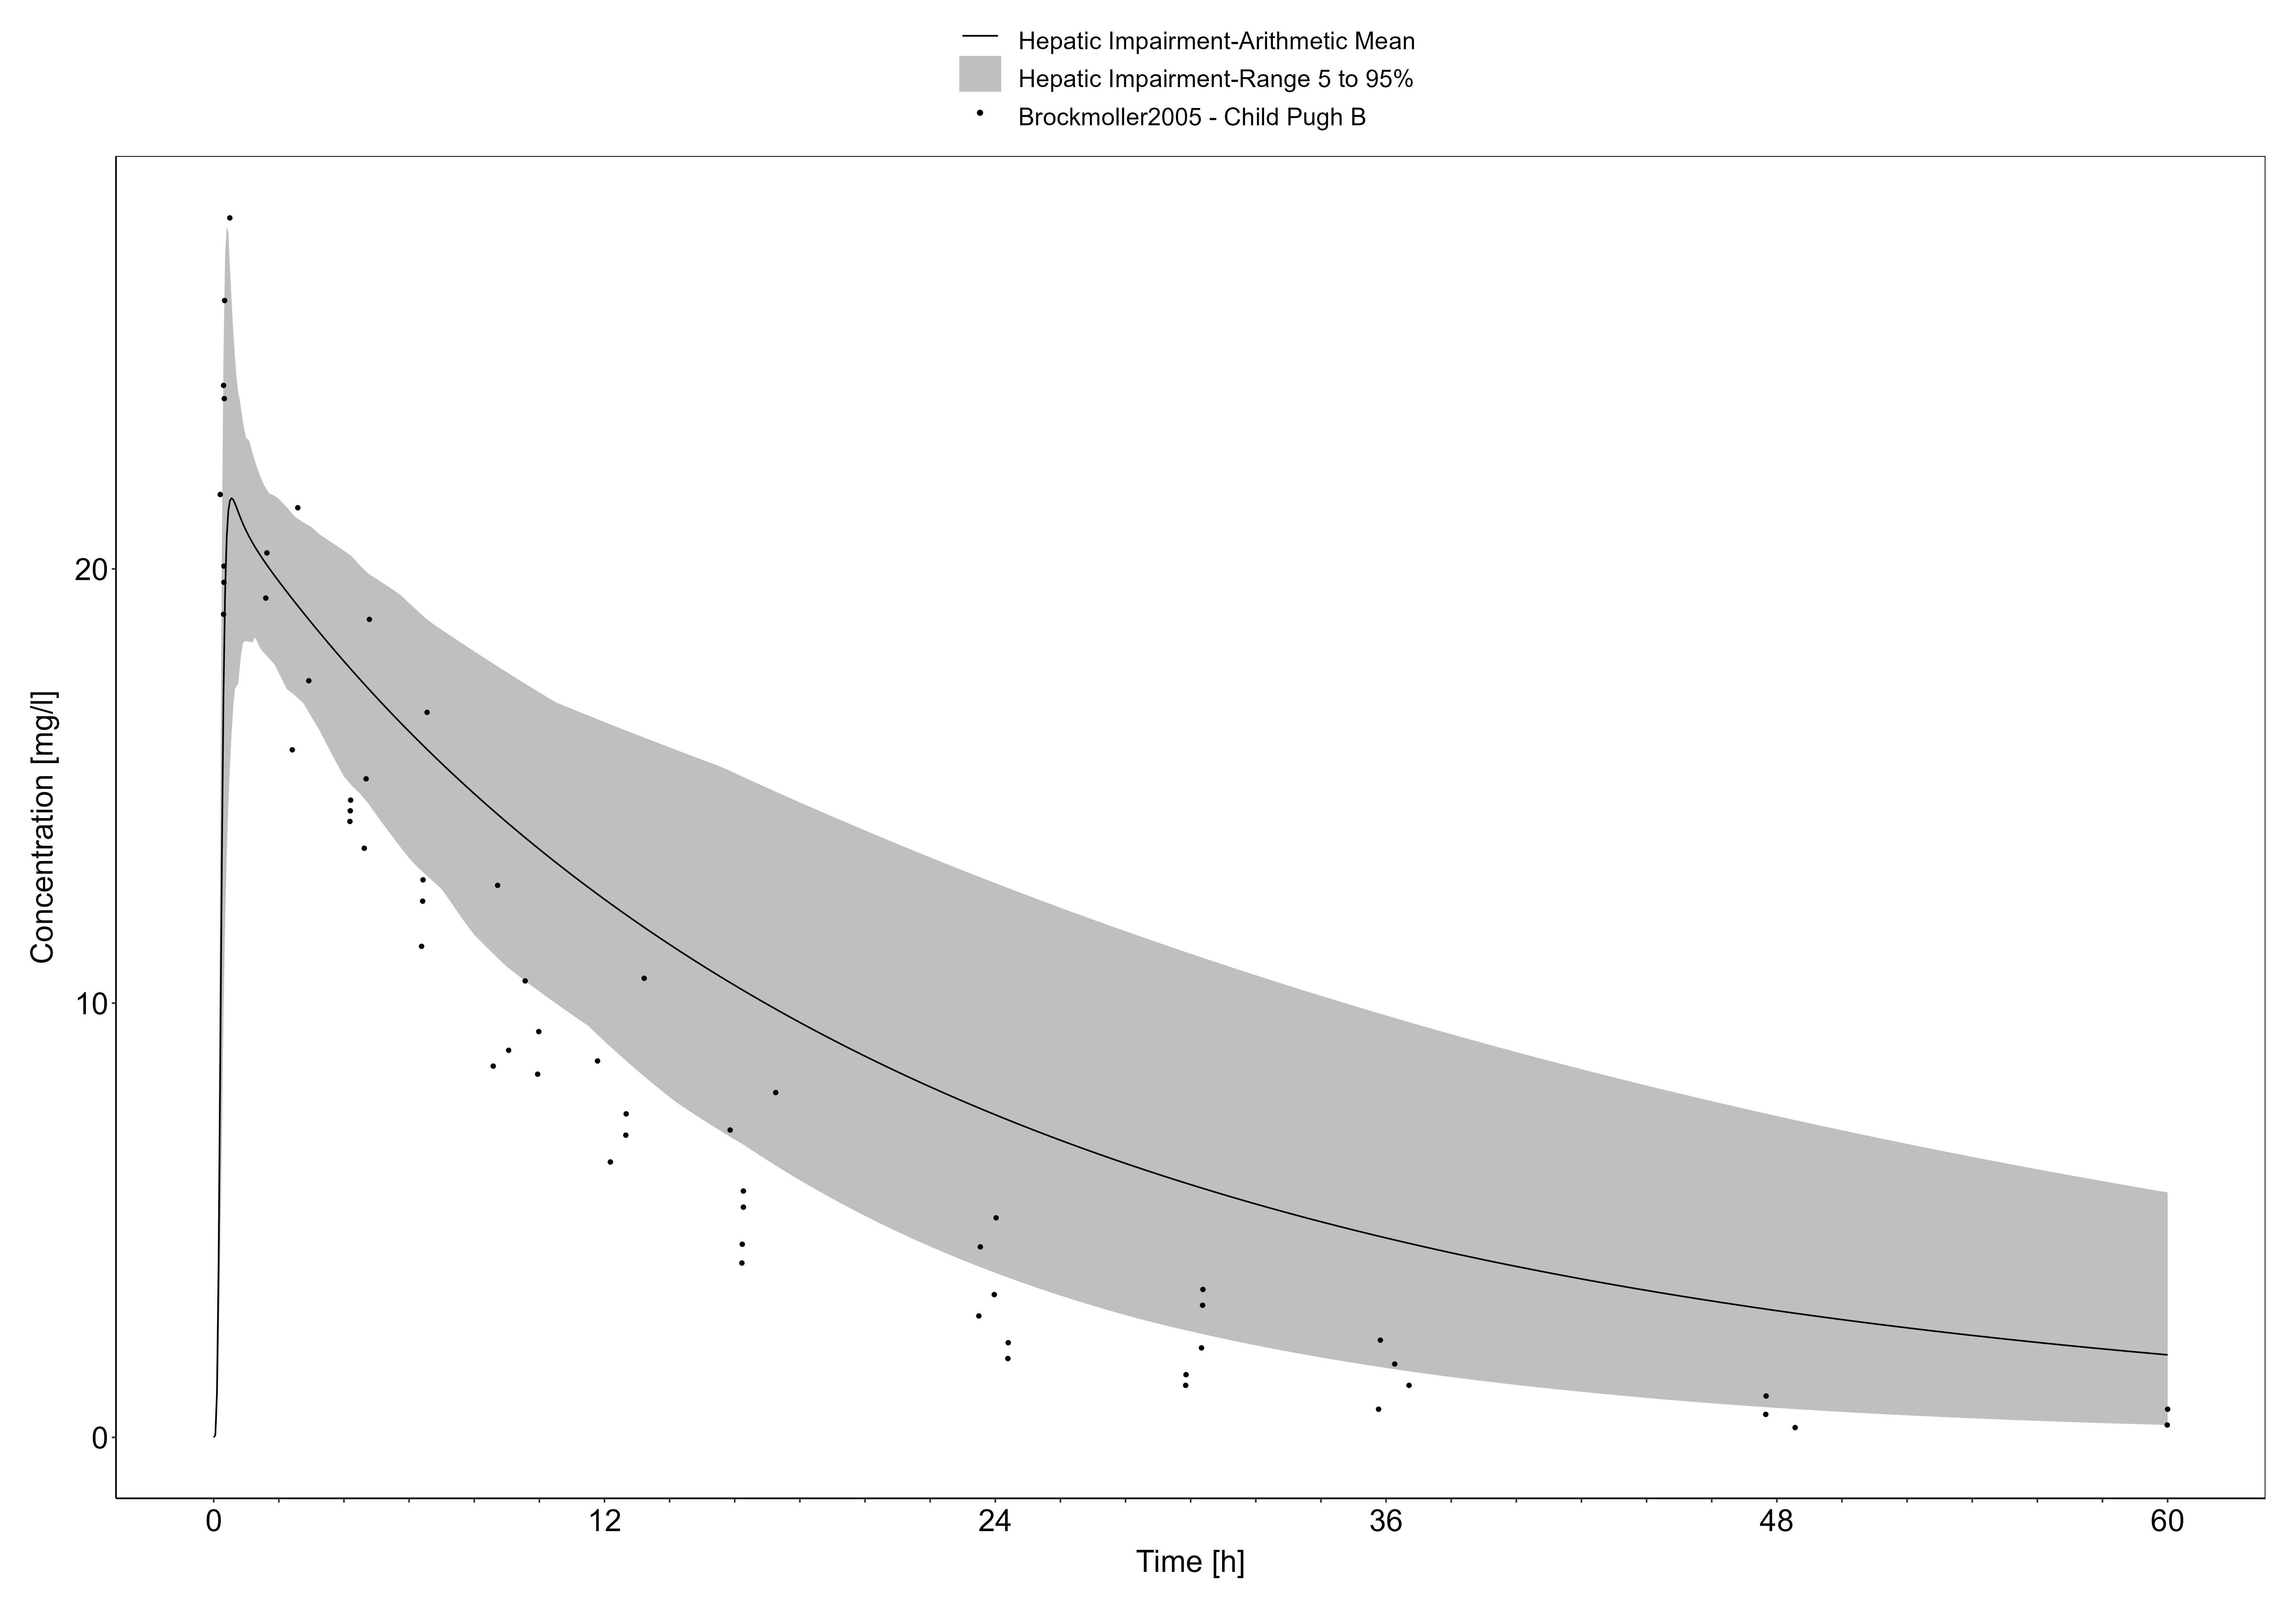 Hepatic Impairment-Arithmetic Mean
Hepatic Impairment-Range 5 to 95%
Brockmoller2005 - Child Pugh B
Concentration [mg/l]
20
10
0
0 12 24 36 48 60
Time [h]